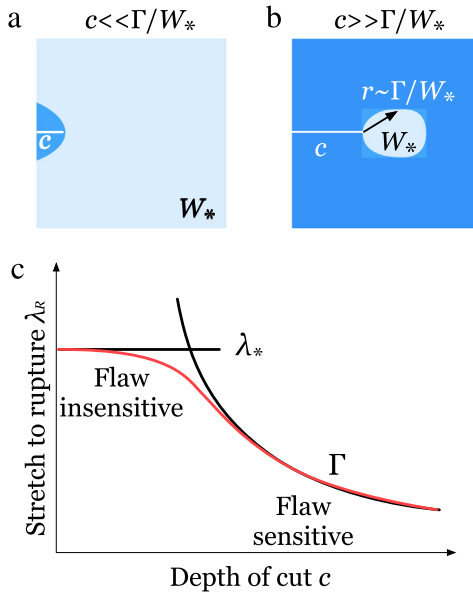 a
c<<Γ/W*
c
W*
b
c>>Γ/W*
r~Γ/W*
W*
c
c
Stretch to rupture λR
λ*
Flaw
insensitive
Γ
Flaw
sensitive
Depth of cut c